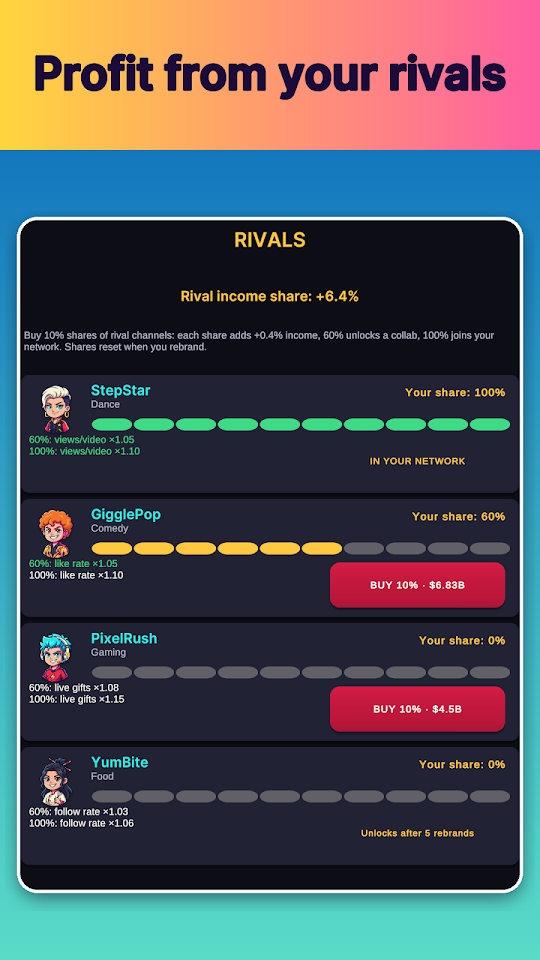 Profit from your rivals
RIVALS
Rival income share: +6.4%
Buy 10% shares of rival channels: each share adds +0.4% income, 60% unlocks a collab, 100% joins your
network. Shares reset when you rebrand.
StepStar
Your share: 100%
Dance
60%: views/video ×1.05
100%: views/video ×1.10
IN YOUR NETWORK
GigglePop
Your share: 60%
Comedy
60%: like rate ×1.05
100%: like rate ×1.10
BUY 10% · $6.83B
PixelRush
Your share: 0%
Gaming
60%: live gifts ×1.08
100%: live gifts ×1.15
BUY 10% · $4.5B
YumBite
Your share: 0%
Food
60%: follow rate ×1.03
100%: follow rate ×1.06
Unlocks after 5 rebrands